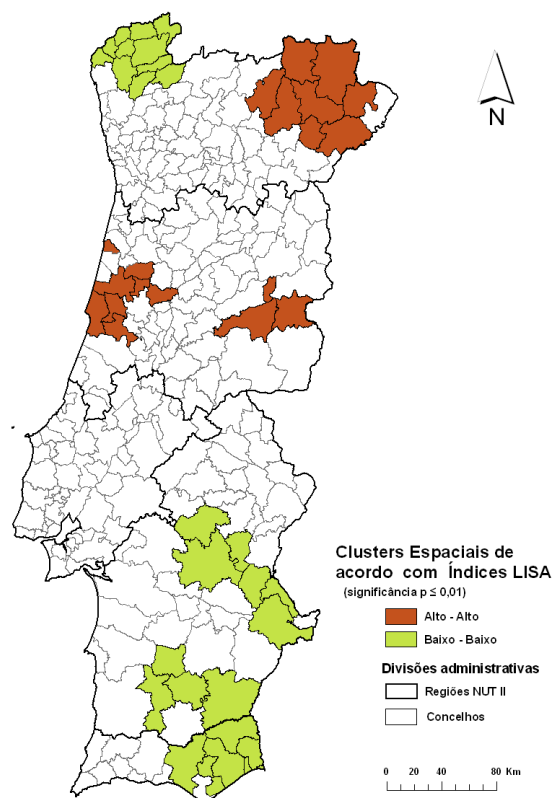 N
Clusters Espaciais de
acordo com Índices LISA
(significância p ≤ 0,01)
Alto - Alto
Baixo - Baixo
Divisões administrativas
Regiões NUT II
Concelhos
0 20 40 80 Km